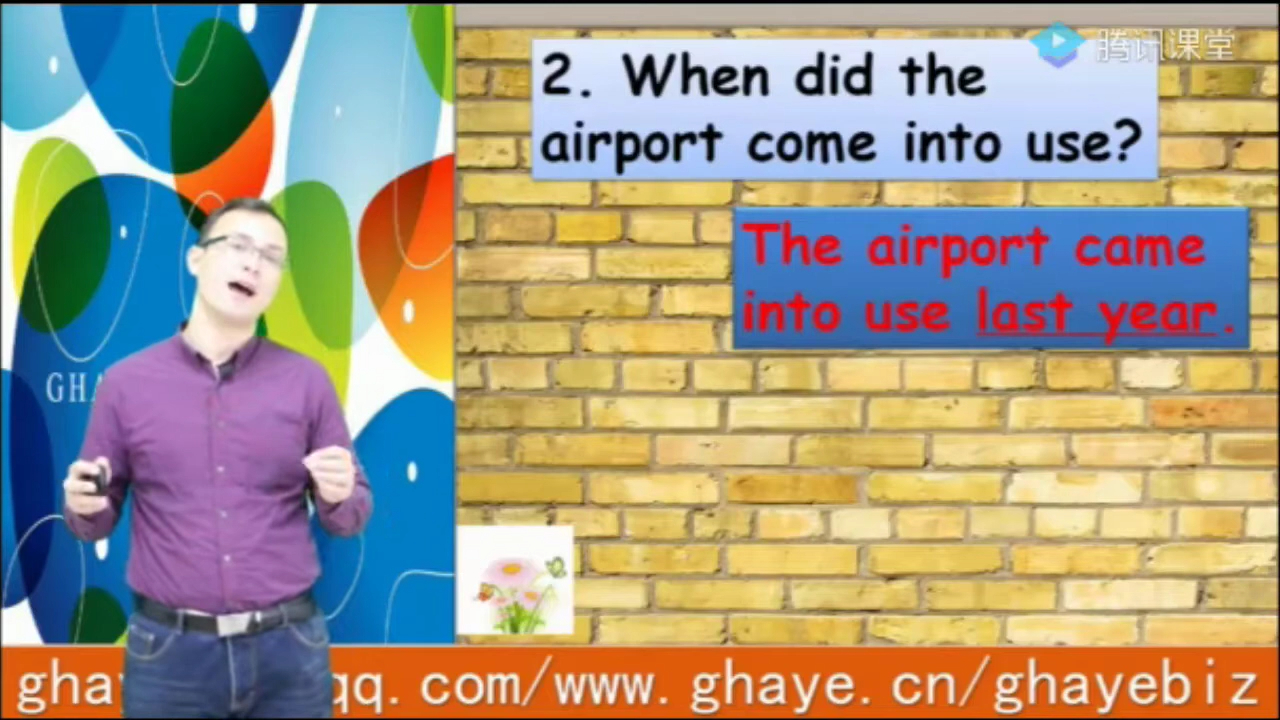 腾讯课堂
2. When did the
airport come into use?
The airport came
into use last year.
GHA
gha qq. com/www. ghaye. cn/ghayebiz